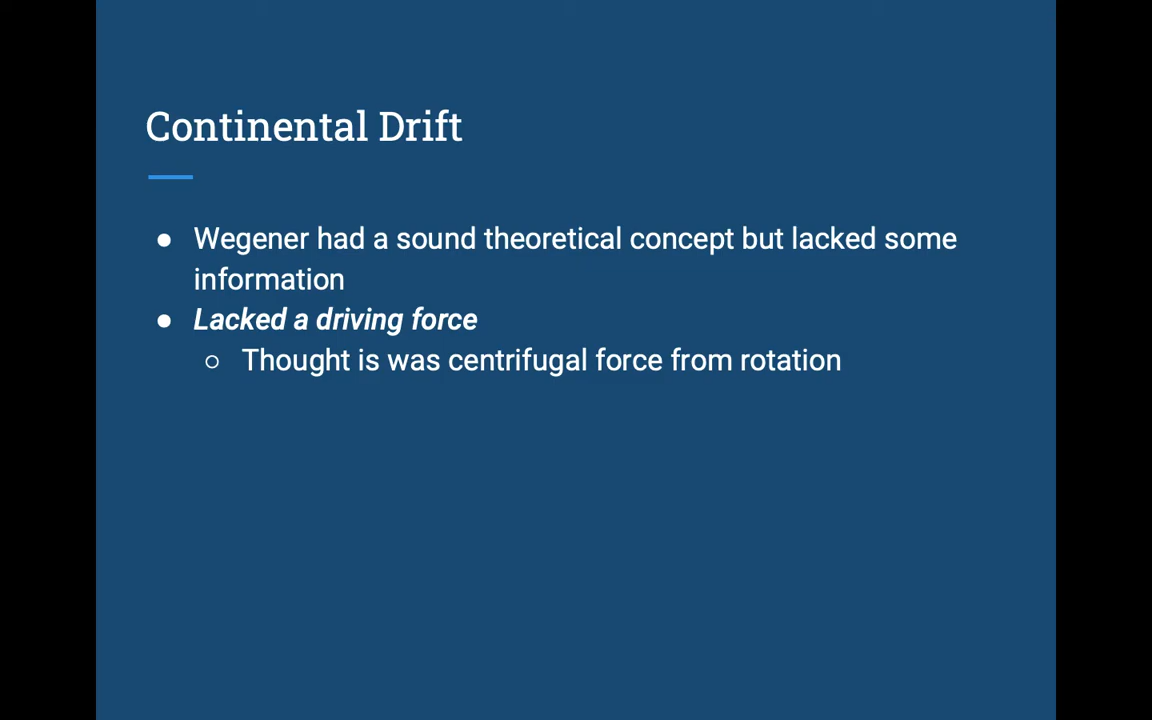 Continental Drift
● Wegener had a sound theoretical concept but lacked some
information
● Lacked a driving force
○ Thought is was centrifugal force from rotation